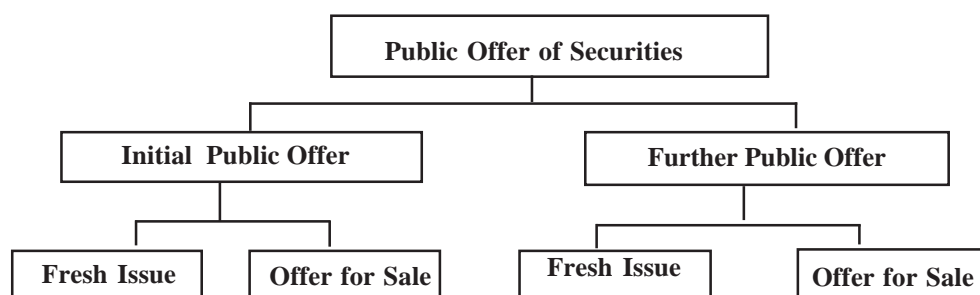 Public Offer of Securities
Initial Public Offer
Further Public Offer
Fresh Issue
Offer for Sale
Fresh Issue
Offer for Sale